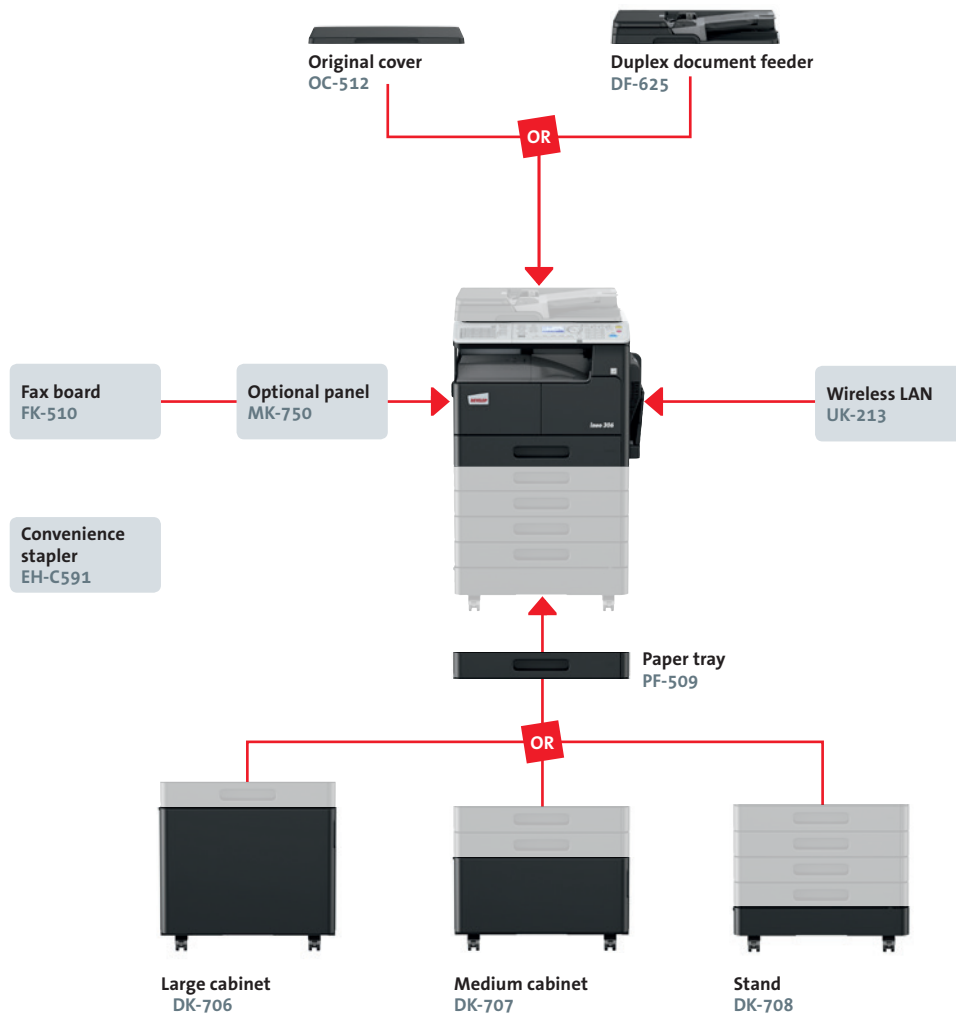 Original cover
OC-512
Duplex document feeder
DF-625
OR
Fax board
FK-510
Optional panel
MK-750
ineo 306
Wireless LAN
UK-213
Convenience
stapler
EH-C591
Paper tray
PF-509
OR
Large cabinet
DK-706
Medium cabinet
DK-707
Stand
DK-708